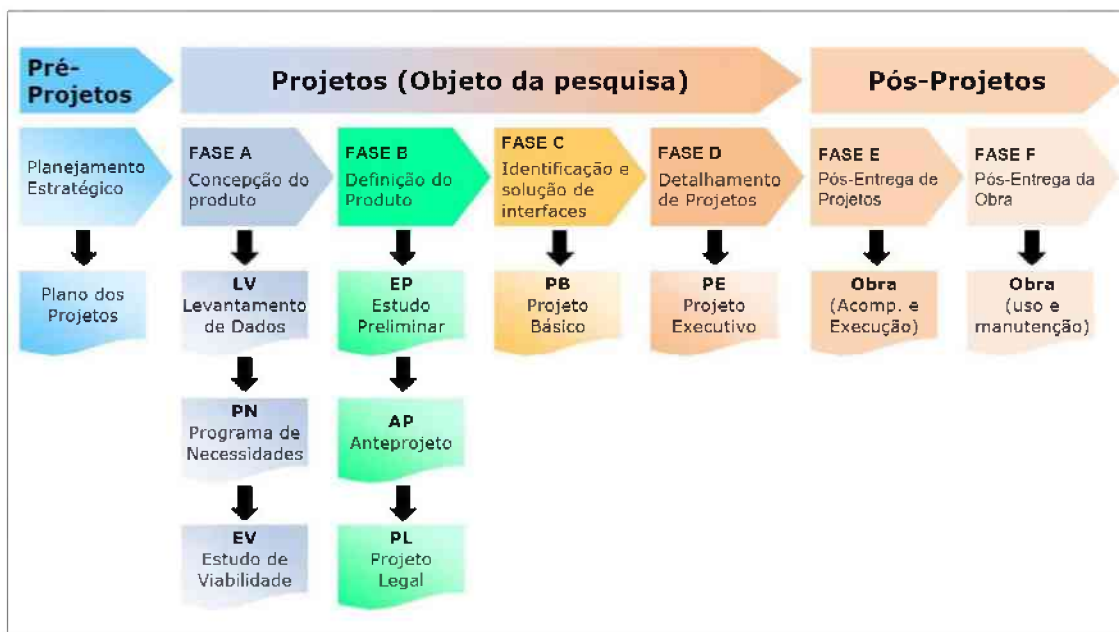 Pré-
Projetos
Projetos (Objeto da pesquisa)
Pós-Projetos
Planejamento
Estratégico
FASE A
Concepção do
produto
FASE B
Definição do
Produto
FASE C
Identificação e
solução de
interfaces
FASE D
Detalhamento
de Projetos
FASE E
Pós-Entrega de
Projetos
FASE F
Pós-Entrega da
Obra
Plano dos
Projetos
LV
Levantamento
de Dados
EP
Estudo
Preliminar
PB
Projeto
Básico
PE
Projeto
Executivo
Obra
(Acomp. e
Execução)
Obra
(uso e
manutenção)
PN
Programa de
Necessidades
AP
Anteprojeto
EV
Estudo de
Viabilidade
PL
Projeto
Legal